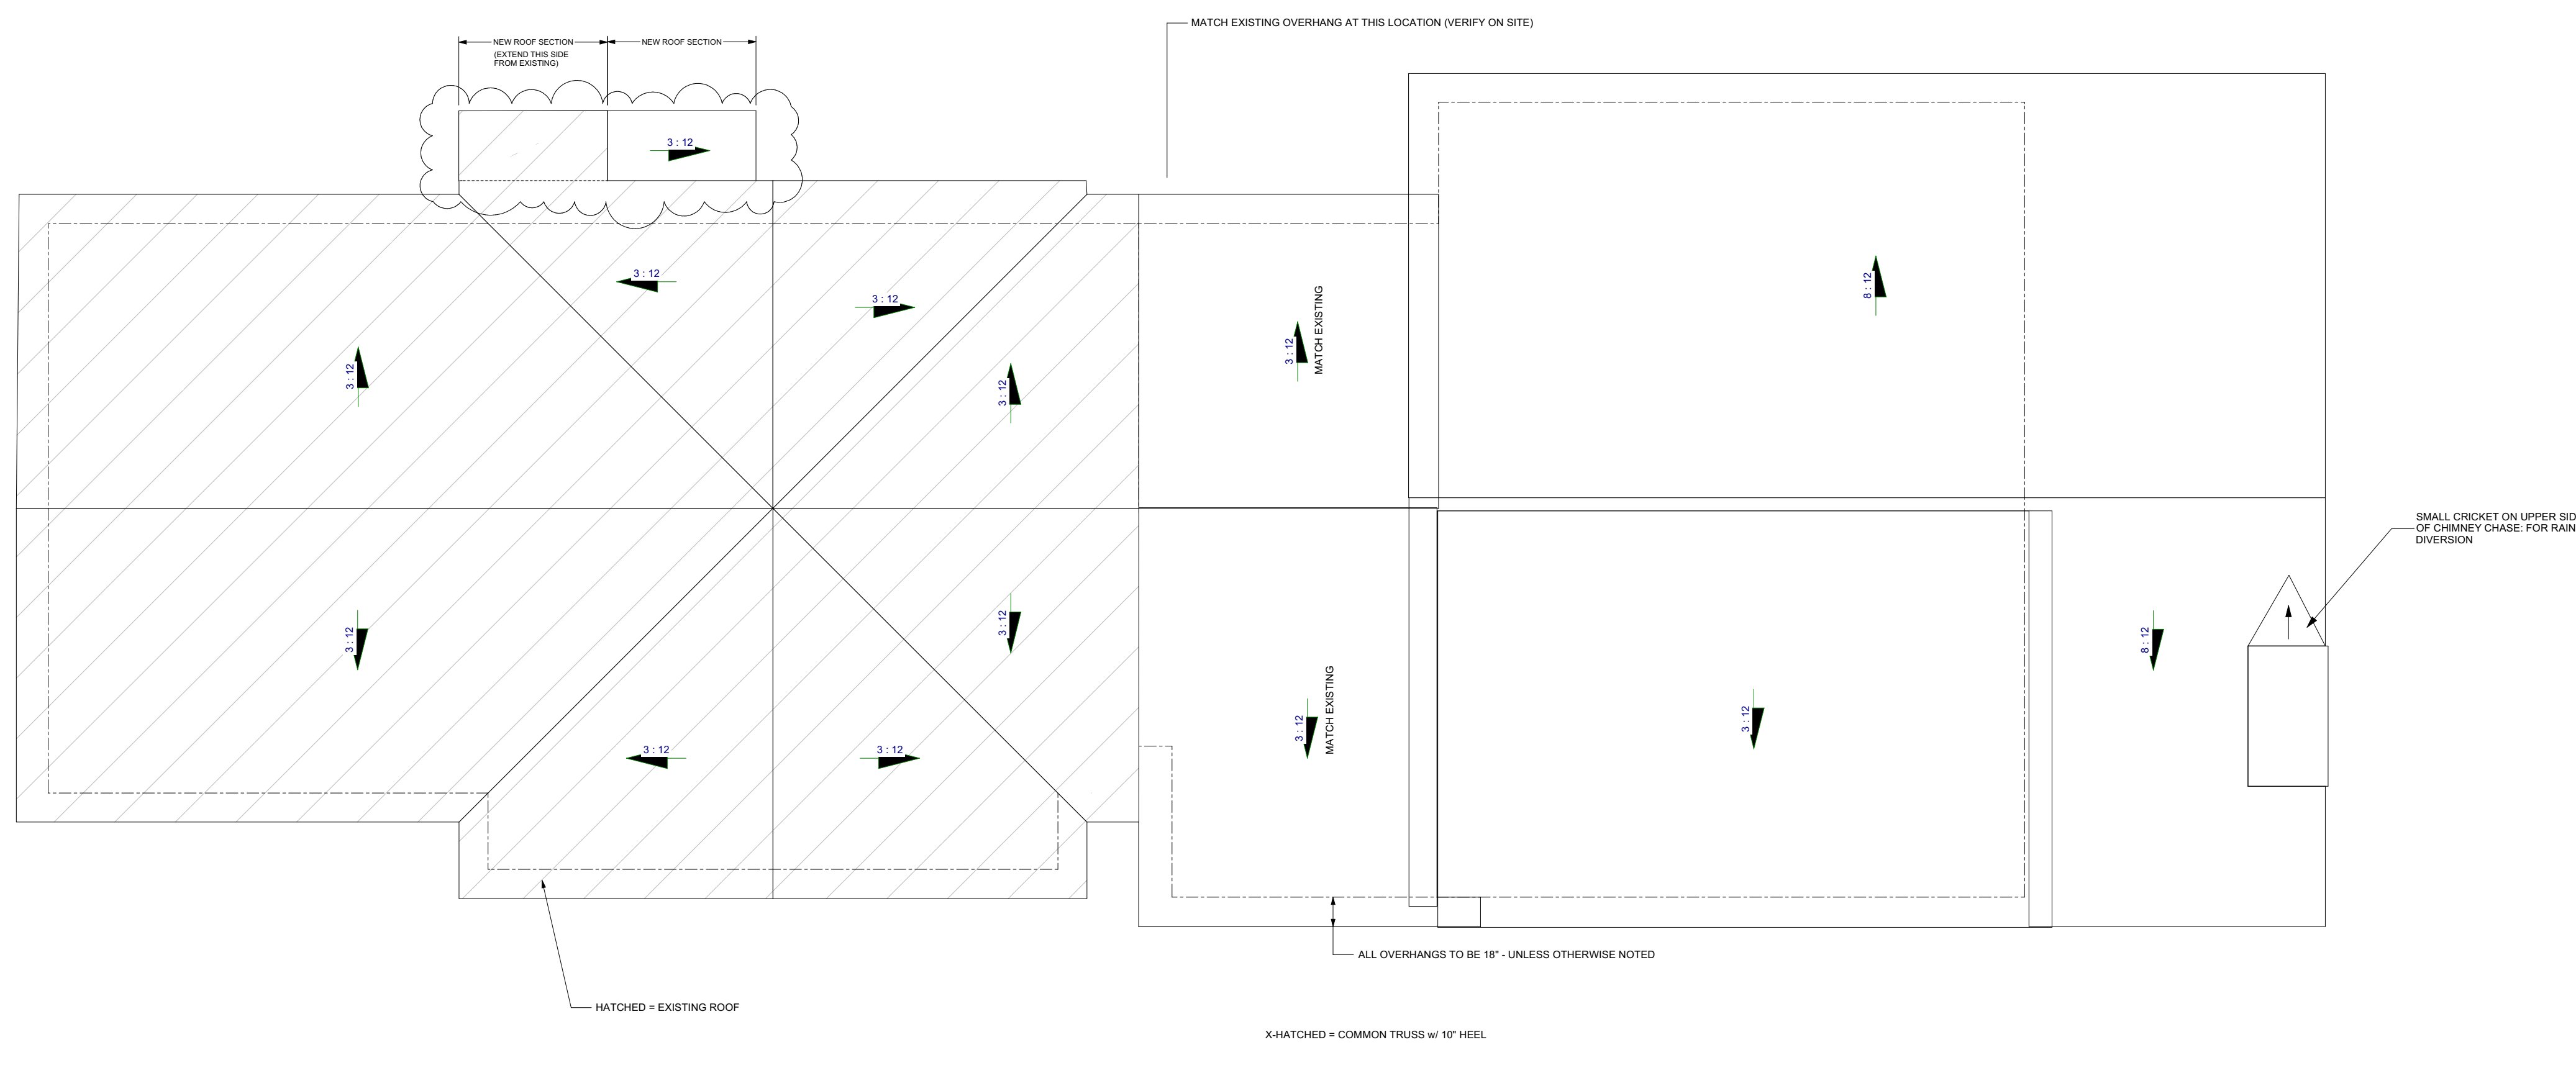 MATCH EXISTING OVERHANG AT THIS LOCATION (VERIFY ON SITE)
NEW ROOF SECTION
(EXTEND THIS SIDE
FROM EXISTING)
NEW ROOF SECTION
3 : 12
3 : 12
3 : 12
3 : 12
3 : 12
3 : 12
MATCH EXISTING
8 : 12
SMALL CRICKET ON UPPER SID
OF CHIMNEY CHASE: FOR RAIN
DIVERSION
3 : 12
3 : 12
3 : 12
3 : 12
3 : 12
MATCH EXISTING
3 : 12
8 : 12
ALL OVERHANGS TO BE 18" - UNLESS OTHERWISE NOTED
HATCHED = EXISTING ROOF
X-HATCHED = COMMON TRUSS w/ 10" HEEL